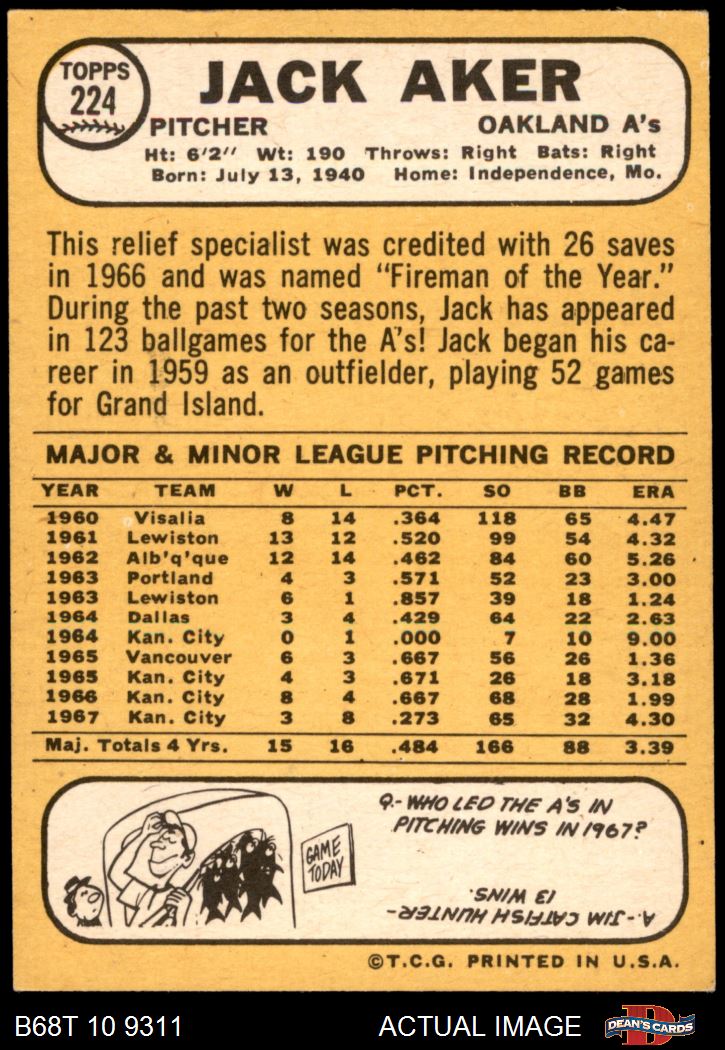 TOPPS
224
JACK AKER
PITCHER OAKLAND A's
Ht: 6'2" Wt: 190 Throws: Right Bats: Right
Born: July 13, 1940 Home: Independence, Mo.
This relief specialist was credited with 26 saves
in 1966 and was named "Fireman of the Year."
During the past two seasons, Jack has appeared
in 123 ballgames for the A's! Jack began his ca-
reer in 1959 as an outfielder, playing 52 games
for Grand Island.
MAJOR & MINOR LEAGUE PITCHING RECORD
YEAR TEAM W L PCT. SO BB ERA
1960 Visalia 8 14 .364 118 65 4.47
1961 Lewiston 13 12 .520 99 54 4.32
1962 Alb'q'que 12 14 .462 84 60 5.26
1963 Portland 4 3 .571 52 23 3.00
1963 Lewiston 6 1 .857 39 18 1.24
1964 Dallas 3 4 .429 64 22 2.63
1964 Kan. City 0 1 .000 7 10 9.00
1965 Vancouver 6 3 .667 56 26 1.36
1965 Kan. City 4 3 .671 26 18 3.18
1966 Kan. City 8 4 .667 68 28 1.99
1967 Kan. City 3 8 .273 65 32 4.30
Maj. Totals 4 Yrs. 15 16 .484 166 88 3.39
Q.- WHO LED THE A'S IN
PITCHING WINS IN 1967?
GAME
TODAY
A- JIM CATFISH HUNTER-
13 WINS.
©T.C.G. PRINTED IN U.S.A.
B68T 10 9311 ACTUAL IMAGE
D
DEAN'S CARDS